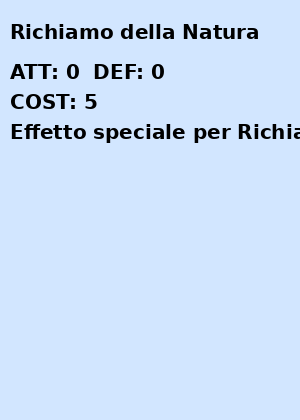 Richiamo della Natura
ATT: 0  DEF: 0
COST: 5
Effetto speciale per Richia